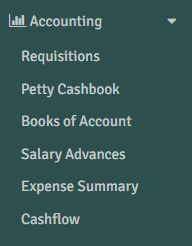 Accounting
Requisitions
Petty Cashbook
Books of Account
Salary Advances
Expense Summary
Cashflow